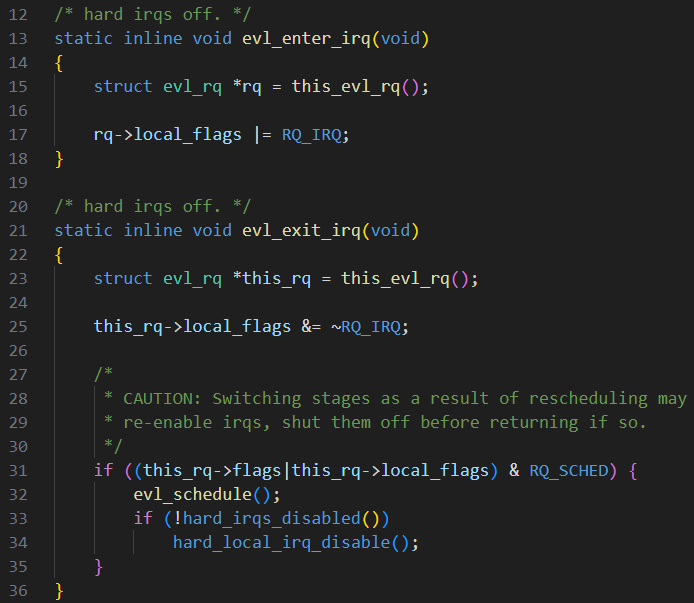 12 /* hard irqs off. */
13 static inline void evl_enter_irq(void)
14 {
15     struct evl_rq *rq = this_evl_rq();
16
17     rq->local_flags |= RQ_IRQ;
18 }
19
20 /* hard irqs off. */
21 static inline void evl_exit_irq(void)
22 {
23     struct evl_rq *this_rq = this_evl_rq();
24
25     this_rq->local_flags &= ~RQ_IRQ;
26
27     /*
28      * CAUTION: Switching stages as a result of rescheduling may
29      * re-enable irqs, shut them off before returning if so.
30      */
31     if ((this_rq->flags|this_rq->local_flags) & RQ_SCHED) {
32         evl_schedule();
33         if (!hard_irqs_disabled())
34             hard_local_irq_disable();
35     }
36 }